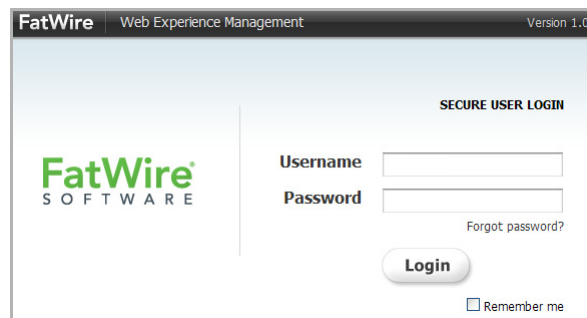 FatWire Web Experience Management Version 1.0
SECURE USER LOGIN
FatWire
SOFTWARE
Username
Password
Forgot password?
Login
Remember me